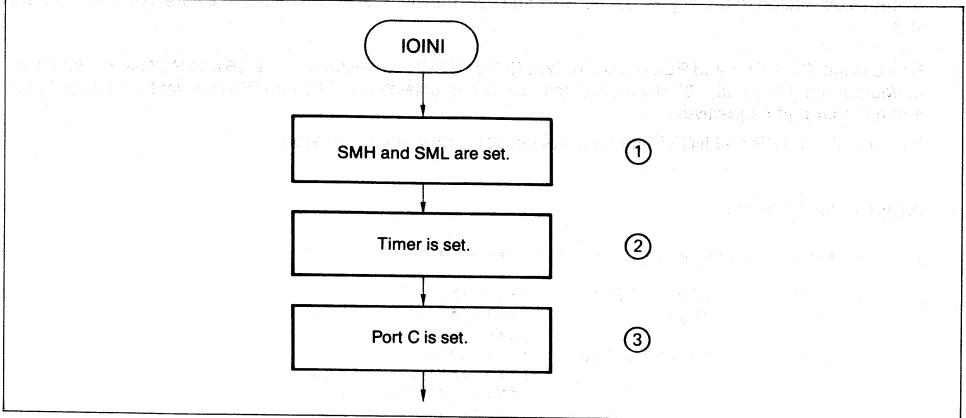 IOINI
SMH and SML are set. ①
Timer is set. ②
Port C is set. ③